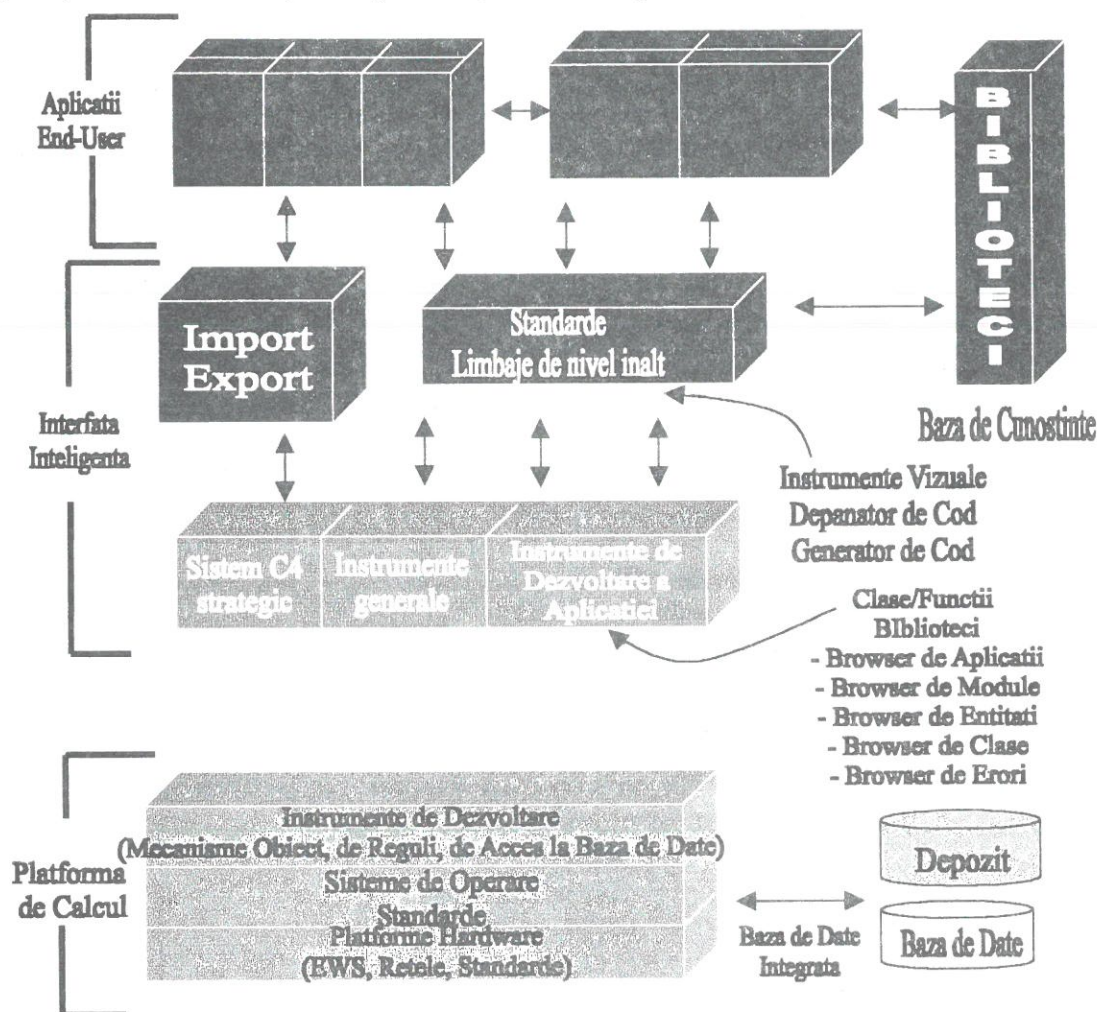 Aplicatii
End-User
BIBLIOTECI
Import
Export
Standarde
Limbaje de nivel inalt
Interfata
Inteligenta
Baza de Cunostinte
Instrumente Vizuale
Depanator de Cod
Generator de Cod
Sistem C4
strategic
Instrumente
generale
Instrumente de
Dezvoltare a
Aplicatiei
Clase/Functii
BIblioteci
- Browser de Aplicatii
- Browser de Module
- Browser de Entitati
- Browser de Clase
- Browser de Erori
Platforma
de Calcul
Instrumente de Dezvoltare
(Mecanisme Obiect, de Reguli, de Acces la Baza de Date)
Sisteme de Operare
Standarde
Platforme Hardware
(EWS, Retele, Standarde)
Baza de Date
Integrata
Depozit
Baza de Date